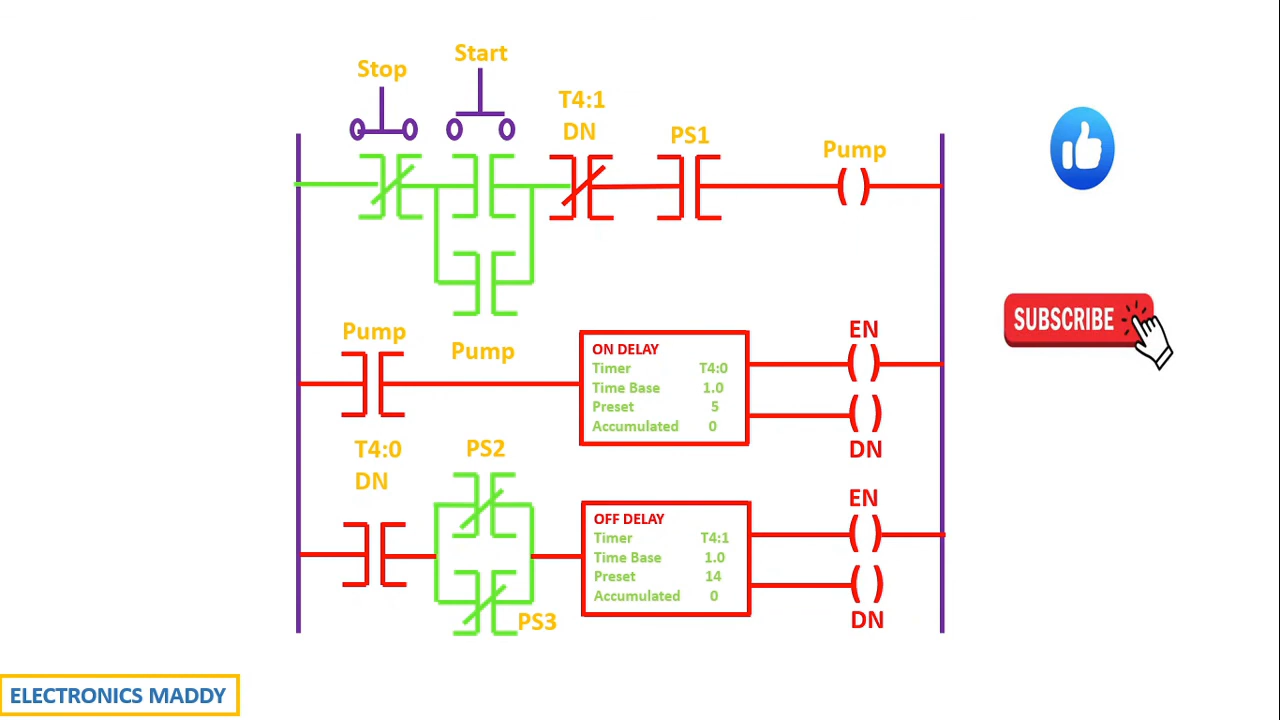 Stop
Start
T4:1
DN
PS1
Pump
Pump
Pump
ON DELAY
Timer T4:0
Time Base 1.0
Preset 5
Accumulated 0
EN
DN
T4:0
DN
PS2
PS3
OFF DELAY
Timer T4:1
Time Base 1.0
Preset 14
Accumulated 0
EN
DN
SUBSCRIBE
ELECTRONICS MADDY